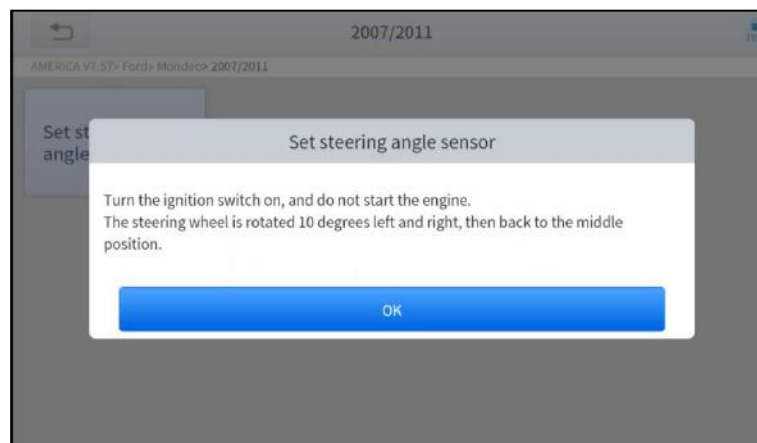 2007/2011
AMERICA V7.57> Ford> Mondeo> 2007/2011
Set st
angle
Set steering angle sensor
Turn the ignition switch on, and do not start the engine.
The steering wheel is rotated 10 degrees left and right, then back to the middle
position.
OK